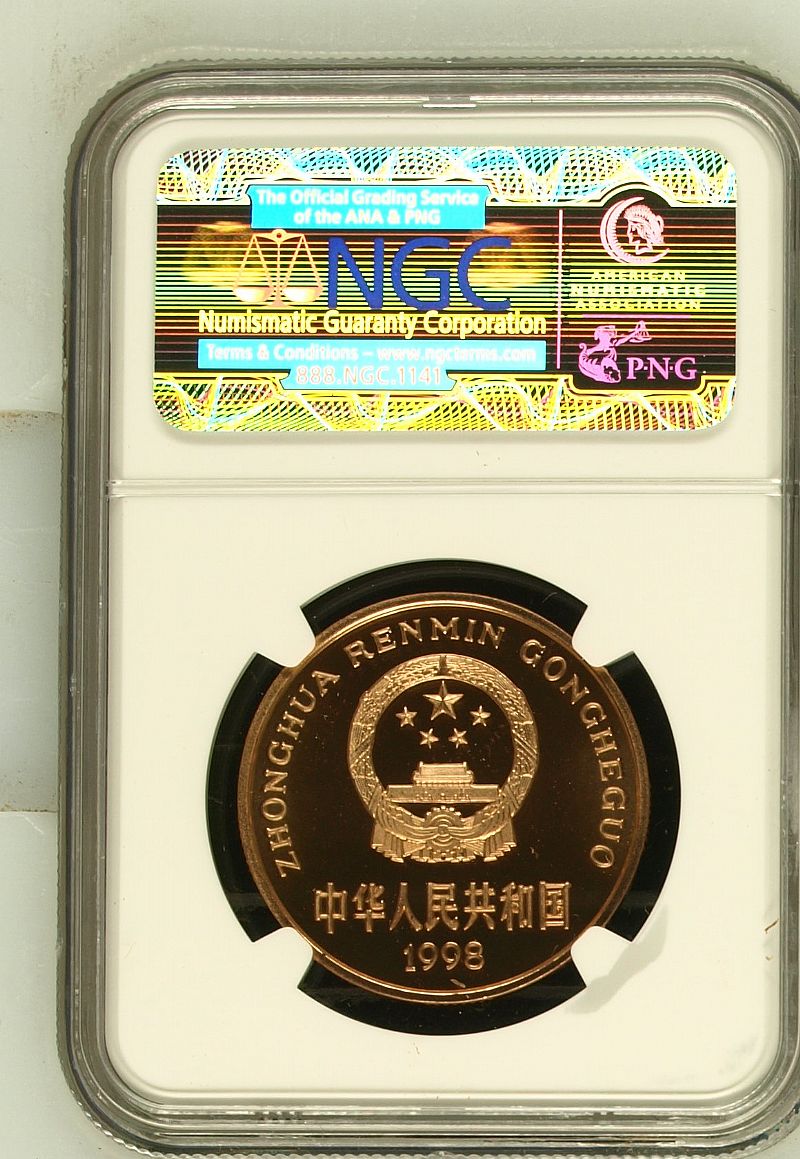 The Official Grading Service
of the ANA & PNG
NGC
Numismatic Guaranty Corporation
Terms & Conditions – www.ngcterms.com
888.NGC.1141
AMERICAN
NUMISMATIC
ASSOCIATION
P·N·G
ZHONGHUA RENMIN GONGHEGUO
中华人民共和国
1998